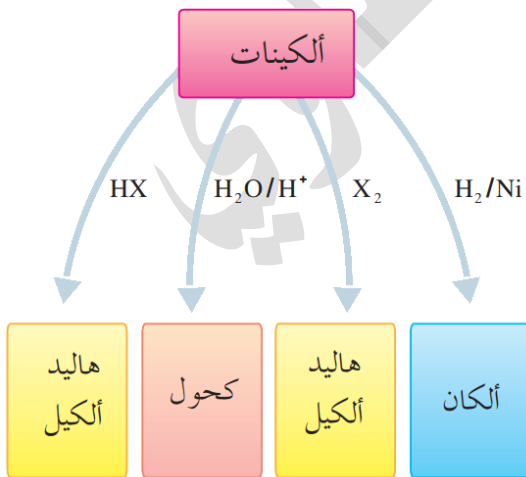 ألكينات
H₂/Ni
X₂
H₂O/H⁺
HX
ألكان
هاليد
ألكيل
كحول
هاليد
ألكيل